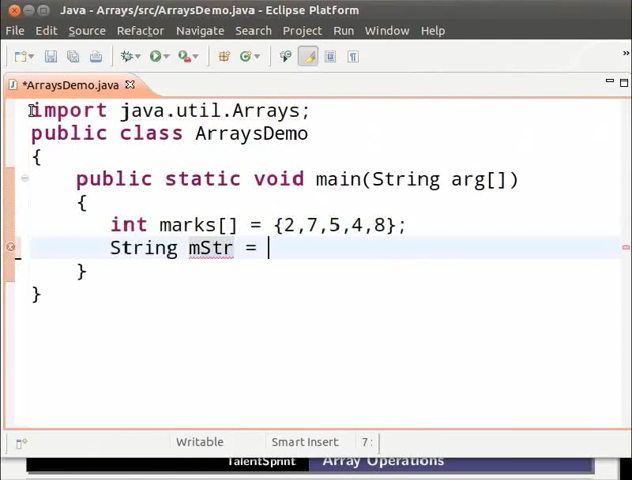 Java - Arrays/src/ArraysDemo.java - Eclipse Platform
File Edit Source Refactor Navigate Search Project Run Window Help
*ArraysDemo.java
import java.util.Arrays;
public class ArraysDemo
{
public static void main(String arg[])
{
int marks[] = {2,7,5,4,8};
String mStr =
}
}
Writable Smart Insert 7:
TalentSprint Array Operations